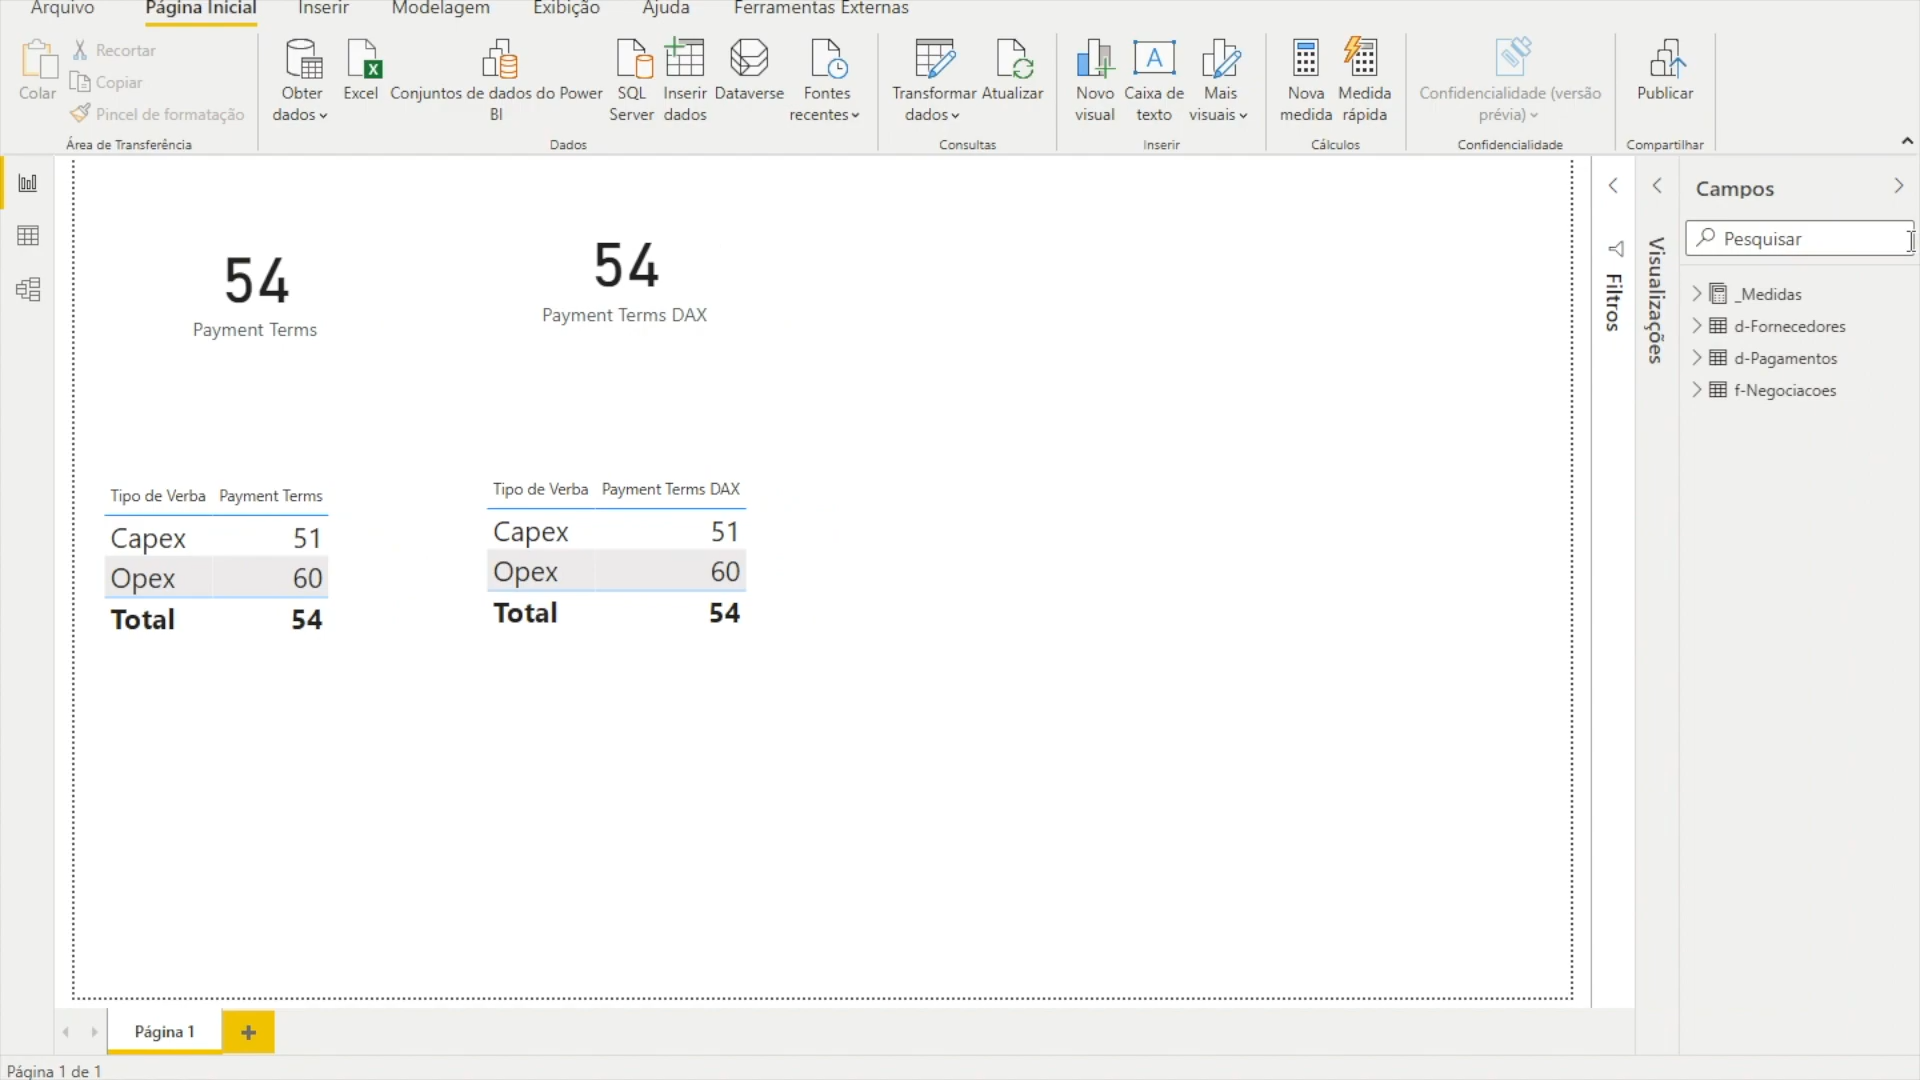 Arquivo Página Inicial Inserir Modelagem Exibição Ajuda Ferramentas Externas
Colar
Recortar
Copiar
Pincel de formatação
Área de Transferência
Obter
dados
Excel
Conjuntos de dados do Power
BI
SQL
Server
Inserir
dados
Dataverse
Fontes
recentes
Dados
Transformar
dados
Atualizar
Consultas
Novo
visual
A
Caixa de
texto
Mais
visuais
Inserir
Nova
medida
Medida
rápida
Cálculos
Confidencialidade (versão
prévia)
Confidencialidade
Publicar
Compartilhar
54
Payment Terms
54
Payment Terms DAX
Tipo de Verba Payment Terms
Capex 51
Opex 60
Total 54
Tipo de Verba Payment Terms DAX
Capex 51
Opex 60
Total 54
Filtros
Visualizações
Campos
Pesquisar
_Medidas
d-Fornecedores
d-Pagamentos
f-Negociacoes
Página 1
Página 1 de 1